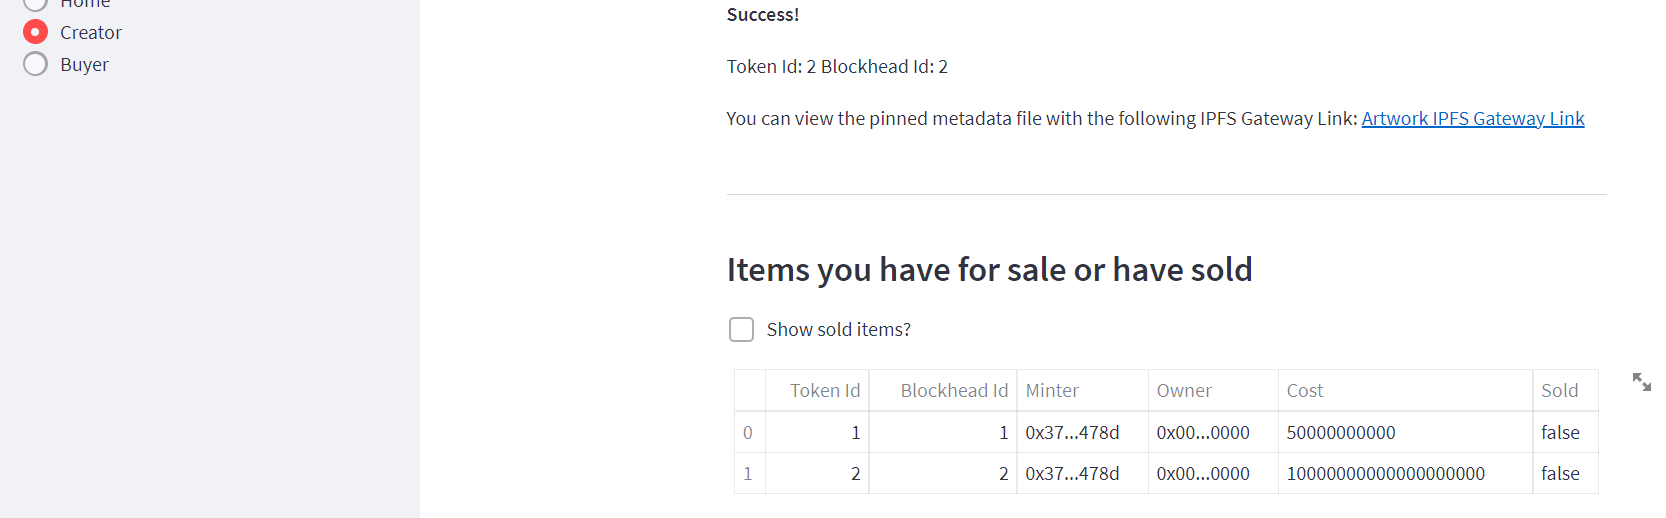 Home
Creator
Buyer
Success!
Token Id: 2 Blockhead Id: 2
You can view the pinned metadata file with the following IPFS Gateway Link: Artwork IPFS Gateway Link
Items you have for sale or have sold
Show sold items?
Token Id Blockhead Id Minter Owner Cost Sold
0 1 1 0x37...478d 0x00...0000 50000000000 false
1 2 2 0x37...478d 0x00...0000 10000000000000000000 false